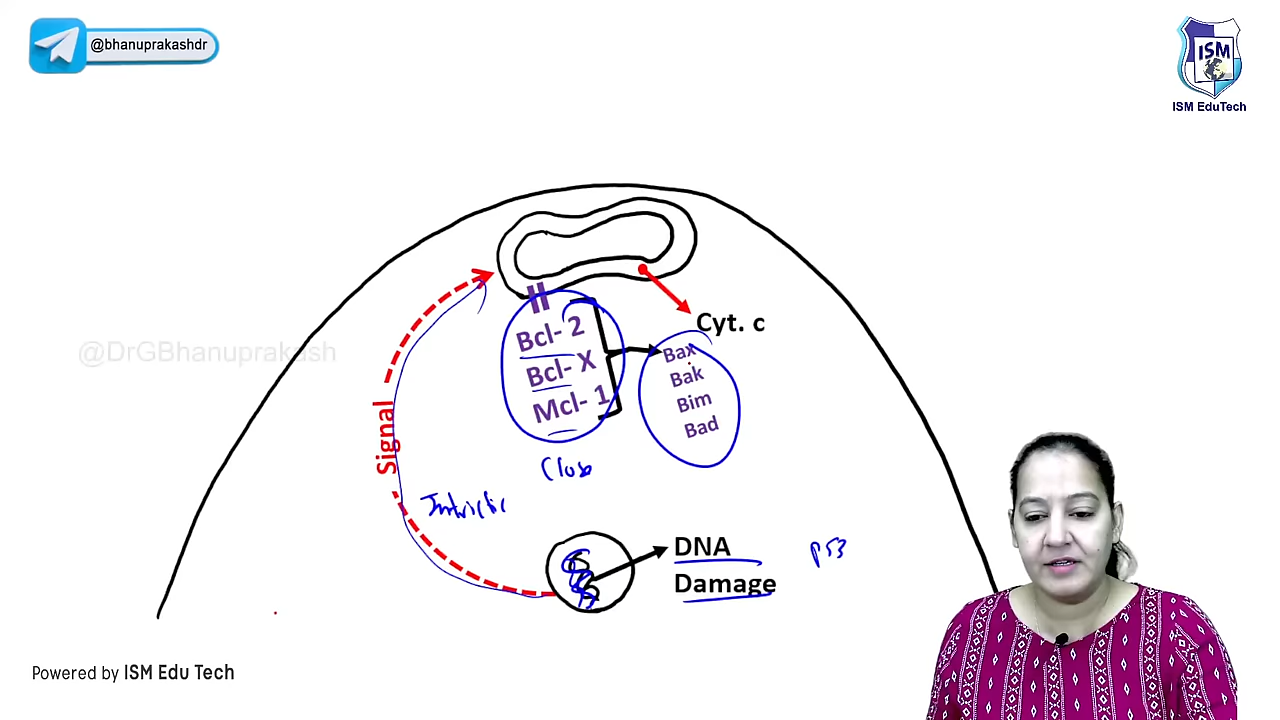 @bhanuprakashdr
ISM
ISM EduTech
Cyt. c
Bcl- 2
Bcl- X
Mcl- 1
Bax
Bak
Bim
Bad
@DrGBhanuprakash
Signal
Close
Intrinsic
DNA
Damage
p53
Powered by ISM Edu Tech